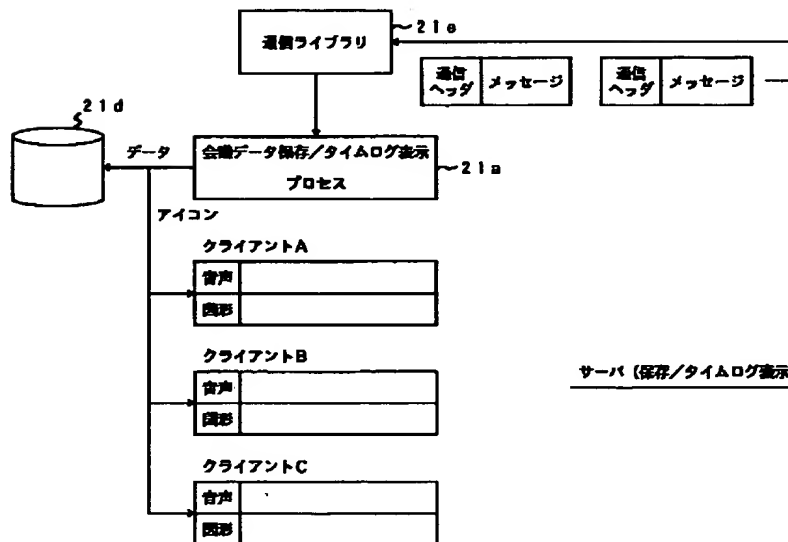 通信ライブラリ
21e
通信
ヘッダ
メッセージ
通信
ヘッダ
メッセージ
21d
データ
会議データ保存／タイムログ表示
プロセス
21a
アイコン
クライアントA
音声
図形
クライアントB
音声
図形
クライアントC
音声
図形
サーバ（保存／タイムログ表示